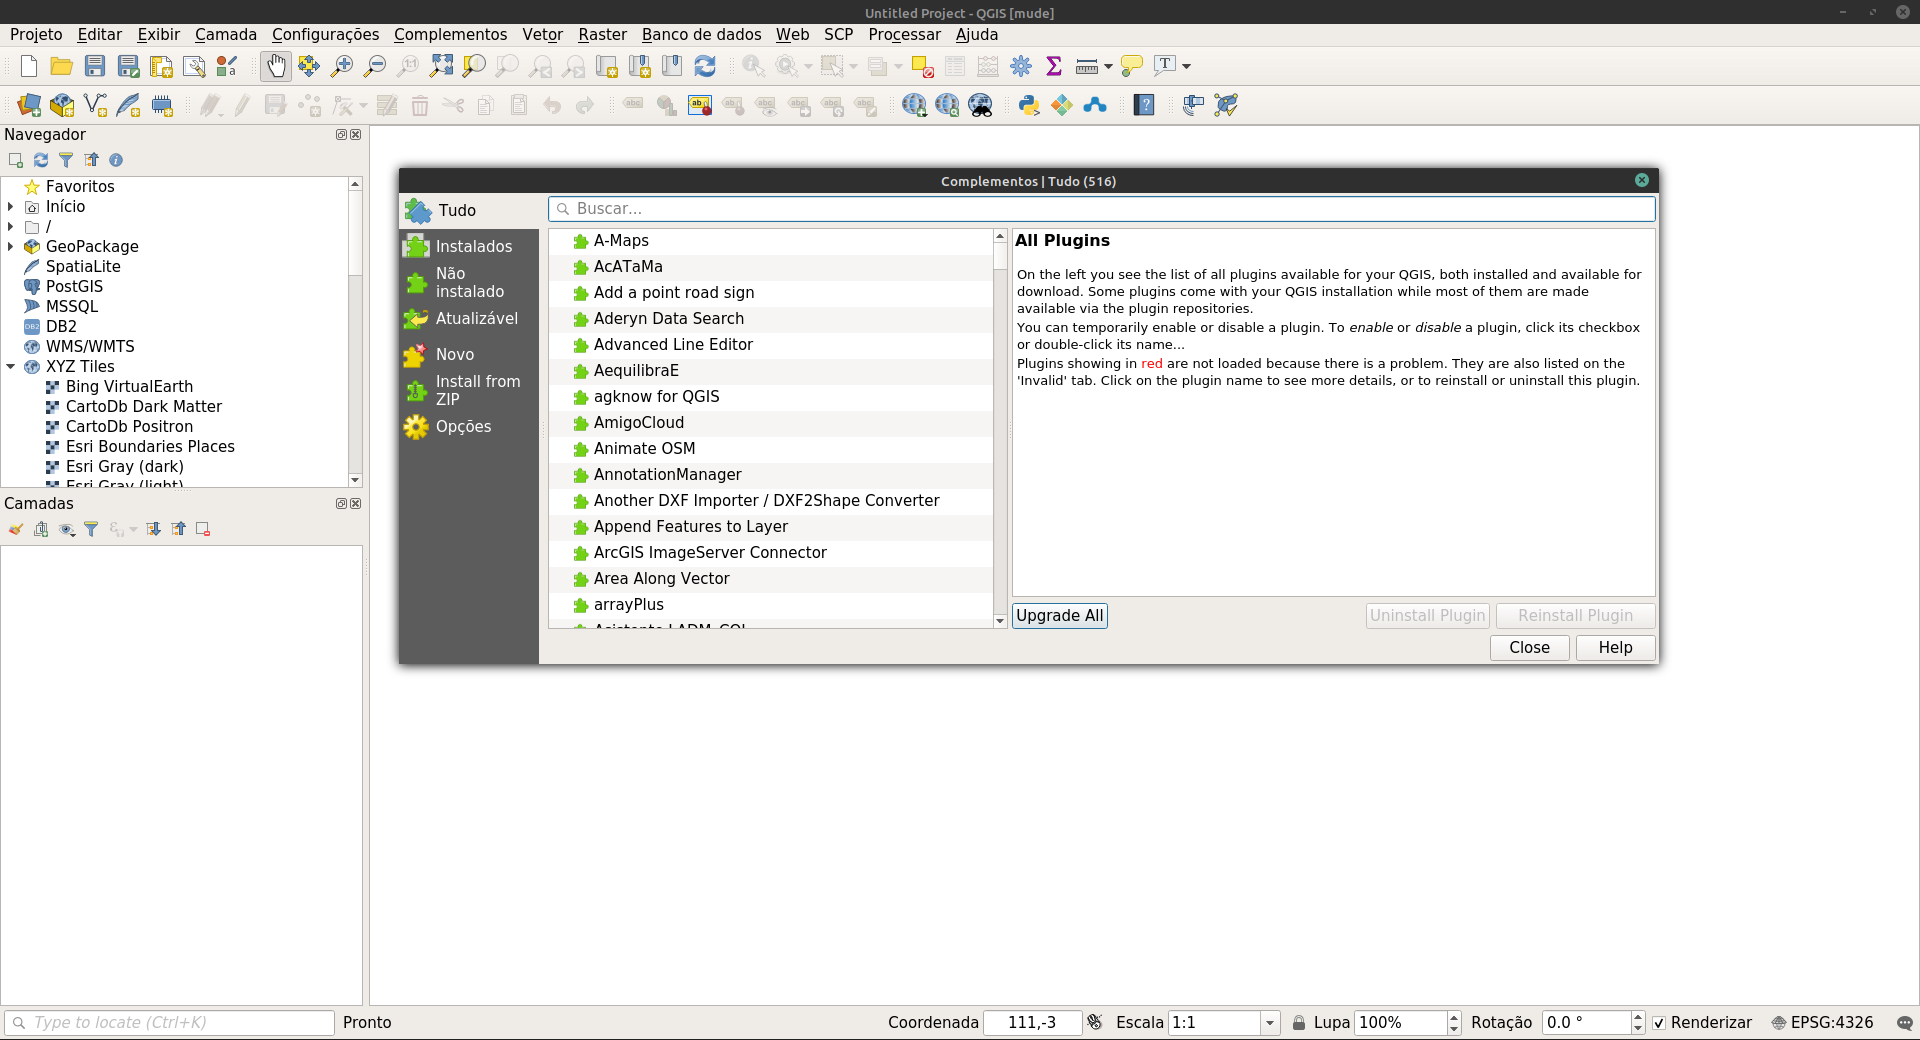 Untitled Project - QGIS [mude]
Projeto Editar Exibir Camada Configurações Complementos Vetor Raster Banco de dados Web SCP Processar Ajuda
Navegador
Favoritos
Início
/
GeoPackage
SpatiaLite
PostGIS
MSSQL
DB2
WMS/WMTS
XYZ Tiles
Bing VirtualEarth
CartoDb Dark Matter
CartoDb Positron
Esri Boundaries Places
Esri Gray (dark)
Esri Gray (light)
Camadas
Complementos | Tudo (516)
Tudo
Instalados
Não
instalado
Atualizável
Novo
Install from
ZIP
Opções
Buscar...
A-Maps
AcATaMa
Add a point road sign
Aderyn Data Search
Advanced Line Editor
AequilibraE
agknow for QGIS
AmigoCloud
Animate OSM
AnnotationManager
Another DXF Importer / DXF2Shape Converter
Append Features to Layer
ArcGIS ImageServer Connector
Area Along Vector
arrayPlus
All Plugins
On the left you see the list of all plugins available for your QGIS, both installed and available for
download. Some plugins come with your QGIS installation while most of them are made
available via the plugin repositories.
You can temporarily enable or disable a plugin. To enable or disable a plugin, click its checkbox
or double-click its name...
Plugins showing in red are not loaded because there is a problem. They are also listed on the
'Invalid' tab. Click on the plugin name to see more details, or to reinstall or uninstall this plugin.
Upgrade All Uninstall Plugin Reinstall Plugin
Close Help
Type to locate (Ctrl+K) Pronto Coordenada 111,-3 Escala 1:1 Lupa 100% Rotação 0.0 ° Renderizar EPSG:4326